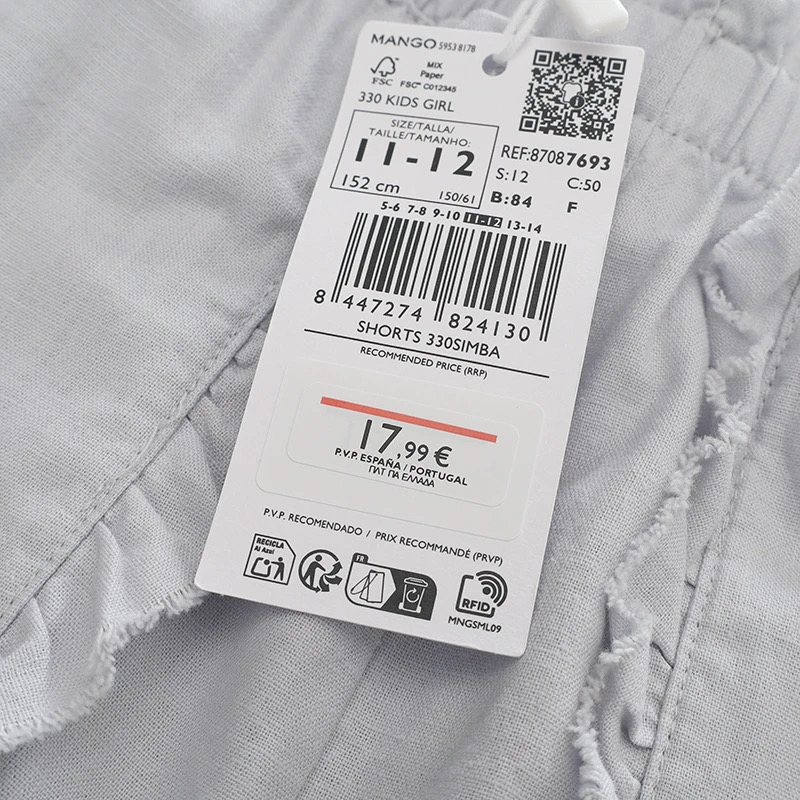 MANGO 5953 8178
MIX
Paper
FSC
FSC™ C012345
330 KIDS GIRL
SIZE/TALLA/
TAILLE/TAMANHO:
11-12
152 cm 150/61
REF:87087693
S:12 C:50
B:84 F
5-6 7-8 9-10 11-12 13-14
8 447274 824130
SHORTS 330SIMBA
RECOMMENDED PRICE (RRP)
17,99 €
P.V.P. ESPAÑA / PORTUGAL
ΠΛΤ ΓΙΑ ΕΛΛΑΔΑ
P.V.P. RECOMENDADO / PRIX RECOMMANDÉ (PRVP)
RECICLA
Al Azul
FR
RFID
MNGSML09